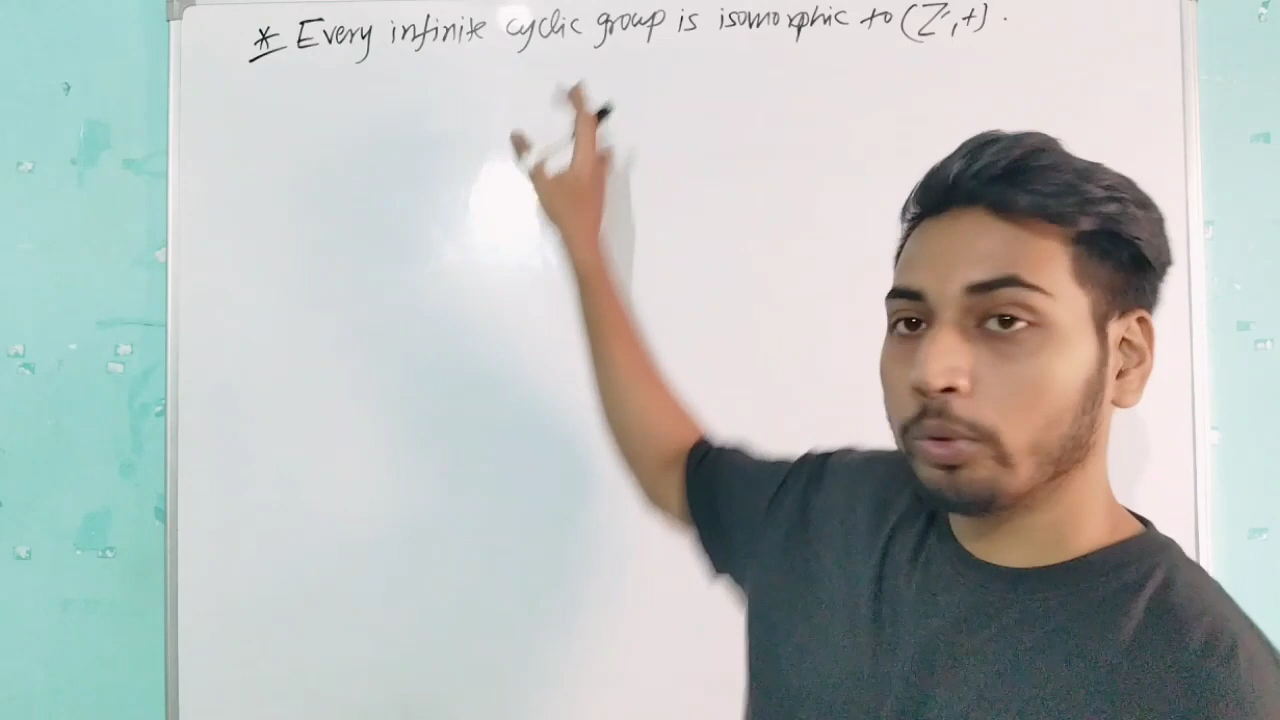 * Every infinite cyclic group is isomorphic to (Z, +).